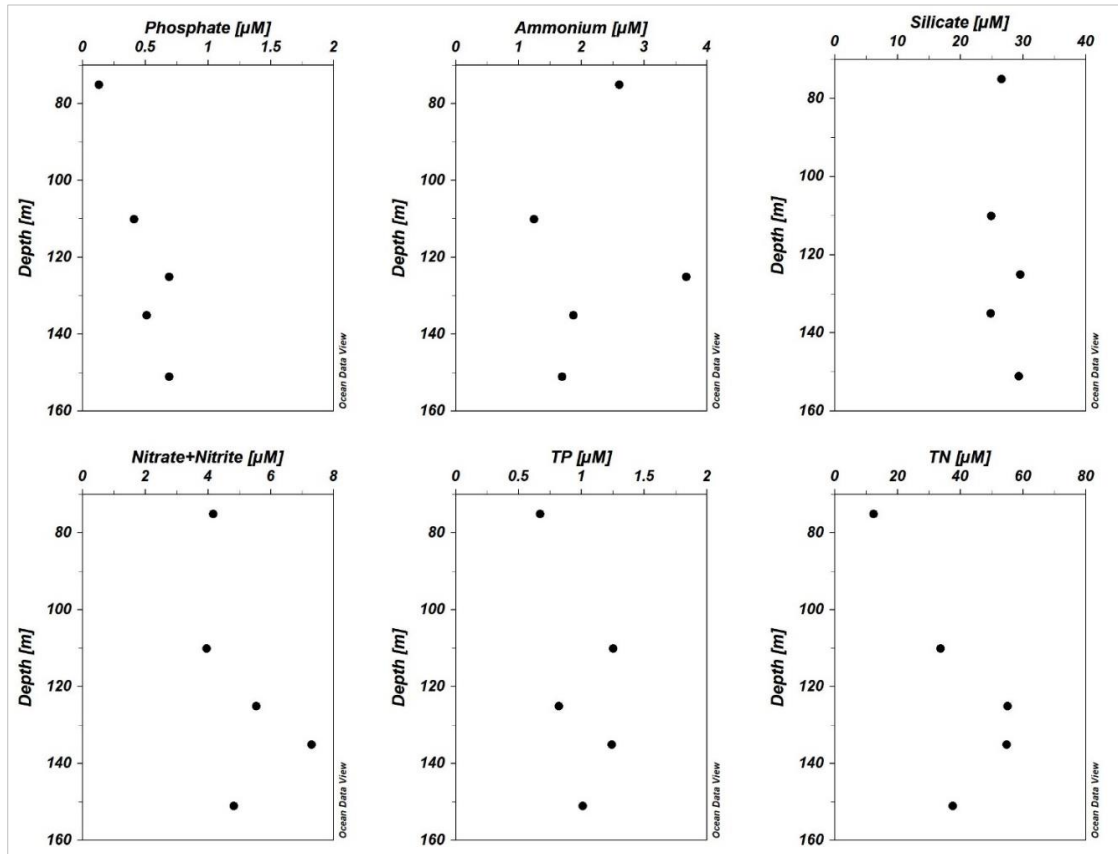 Phosphate [µM]
0 0.5 1 1.5 2
80
100
120
140
160
Depth [m]
Ocean Data View
Ammonium [µM]
0 1 2 3 4
80
100
120
140
160
Depth [m]
Ocean Data View
Silicate [µM]
0 10 20 30 40
80
100
120
140
160
Depth [m]
Ocean Data View
Nitrate+Nitrite [µM]
0 2 4 6 8
80
100
120
140
160
Depth [m]
Ocean Data View
TP [µM]
0 0.5 1 1.5 2
80
100
120
140
160
Depth [m]
Ocean Data View
TN [µM]
0 20 40 60 80
80
100
120
140
160
Depth [m]
Ocean Data View